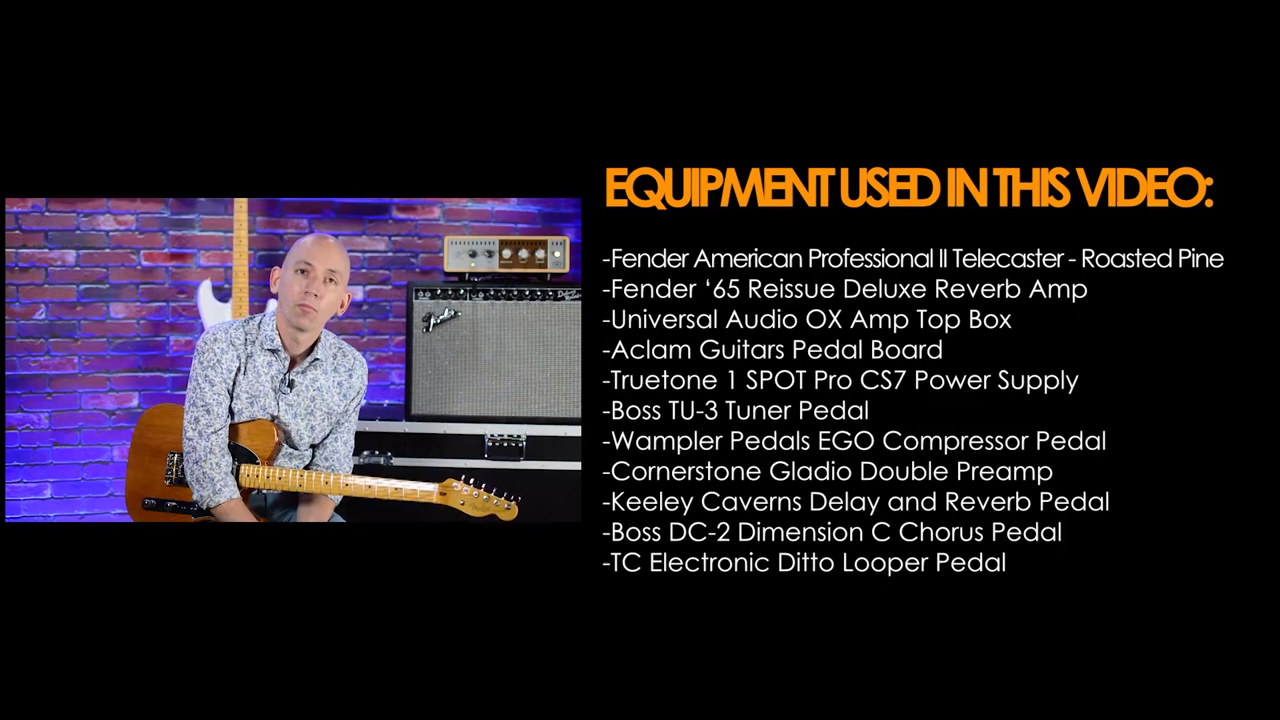 EQUIPMENT USED IN THIS VIDEO:
-Fender American Professional II Telecaster - Roasted Pine
-Fender ‘65 Reissue Deluxe Reverb Amp
-Universal Audio OX Amp Top Box
-Aclam Guitars Pedal Board
-Truetone 1 SPOT Pro CS7 Power Supply
-Boss TU-3 Tuner Pedal
-Wampler Pedals EGO Compressor Pedal
-Cornerstone Gladio Double Preamp
-Keeley Caverns Delay and Reverb Pedal
-Boss DC-2 Dimension C Chorus Pedal
-TC Electronic Ditto Looper Pedal
Fender